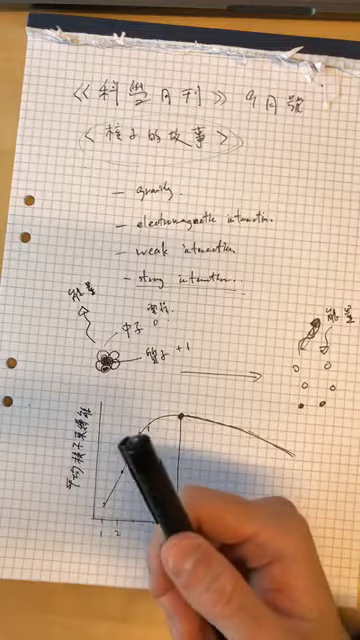 《科學月刊》9月號
〈核子的故事〉
- gravity.
- electromagnetic interaction.
- weak interaction
- strong interaction.
能量
電荷.
中子 0
質子 +1
能量
平均核子束縛能
1 2